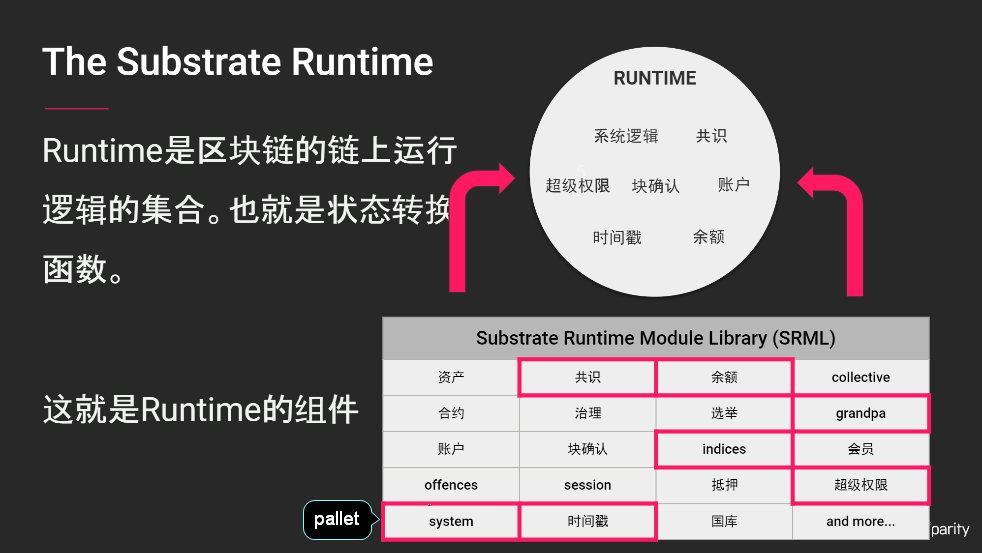 The Substrate Runtime
Runtime是区块链的链上运行
逻辑的集合。也就是状态转换
函数。
这就是Runtime的组件
RUNTIME
系统逻辑 共识
超级权限 块确认 账户
时间戳 余额
Substrate Runtime Module Library (SRML)
资产 共识 余额 collective
合约 治理 选举 grandpa
账户 块确认 indices 会员
offences session 抵押 超级权限
pallet
system 时间戳 国库 and more...
parity